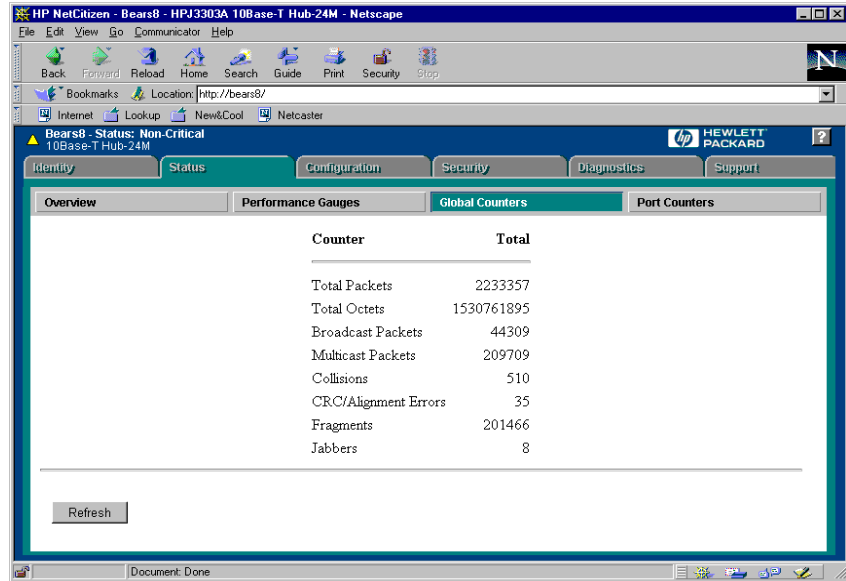 HP NetCitizen - Bears8 - HPJ3303A 10Base-T Hub-24M - Netscape
File Edit View Go Communicator Help
Back Forward Reload Home Search Guide Print Security Stop
N
Bookmarks Location: http://bears8/
Internet Lookup New&Cool Netcaster
Bears8 - Status: Non-Critical
10Base-T Hub-24M
hp HEWLETT PACKARD ?
Identity Status Configuration Security Diagnostics Support
Overview Performance Gauges Global Counters Port Counters
Counter Total
Total Packets 2233357
Total Octets 1530761895
Broadcast Packets 44309
Multicast Packets 209709
Collisions 510
CRC/Alignment Errors 35
Fragments 201466
Jabbers 8
Refresh
Document: Done